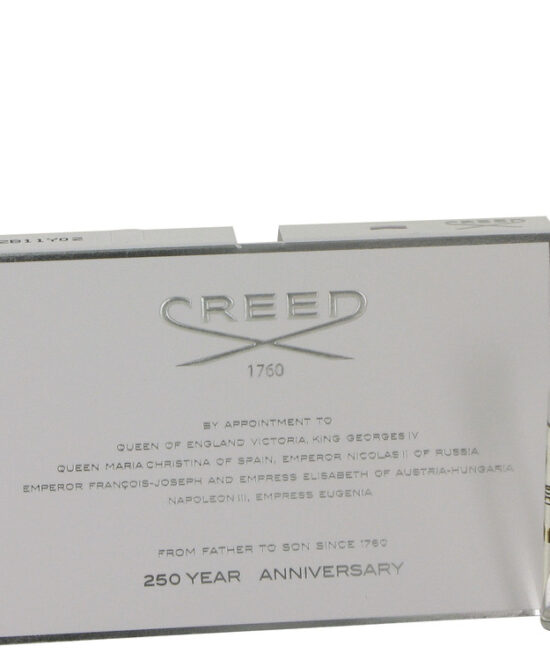 2B11Y02
CREED
CREED
1760
BY APPOINTMENT TO
QUEEN OF ENGLAND VICTORIA, KING GEORGES IV
QUEEN MARIA CHRISTINA OF SPAIN, EMPEROR NICOLAS II OF RUSSIA
EMPEROR FRANÇOIS-JOSEPH AND EMPRESS ELISABETH OF AUSTRIA-HUNGARIA
NAPOLEON III, EMPRESS EUGENIA
FROM FATHER TO SON SINCE 1760
250 YEAR ANNIVERSARY